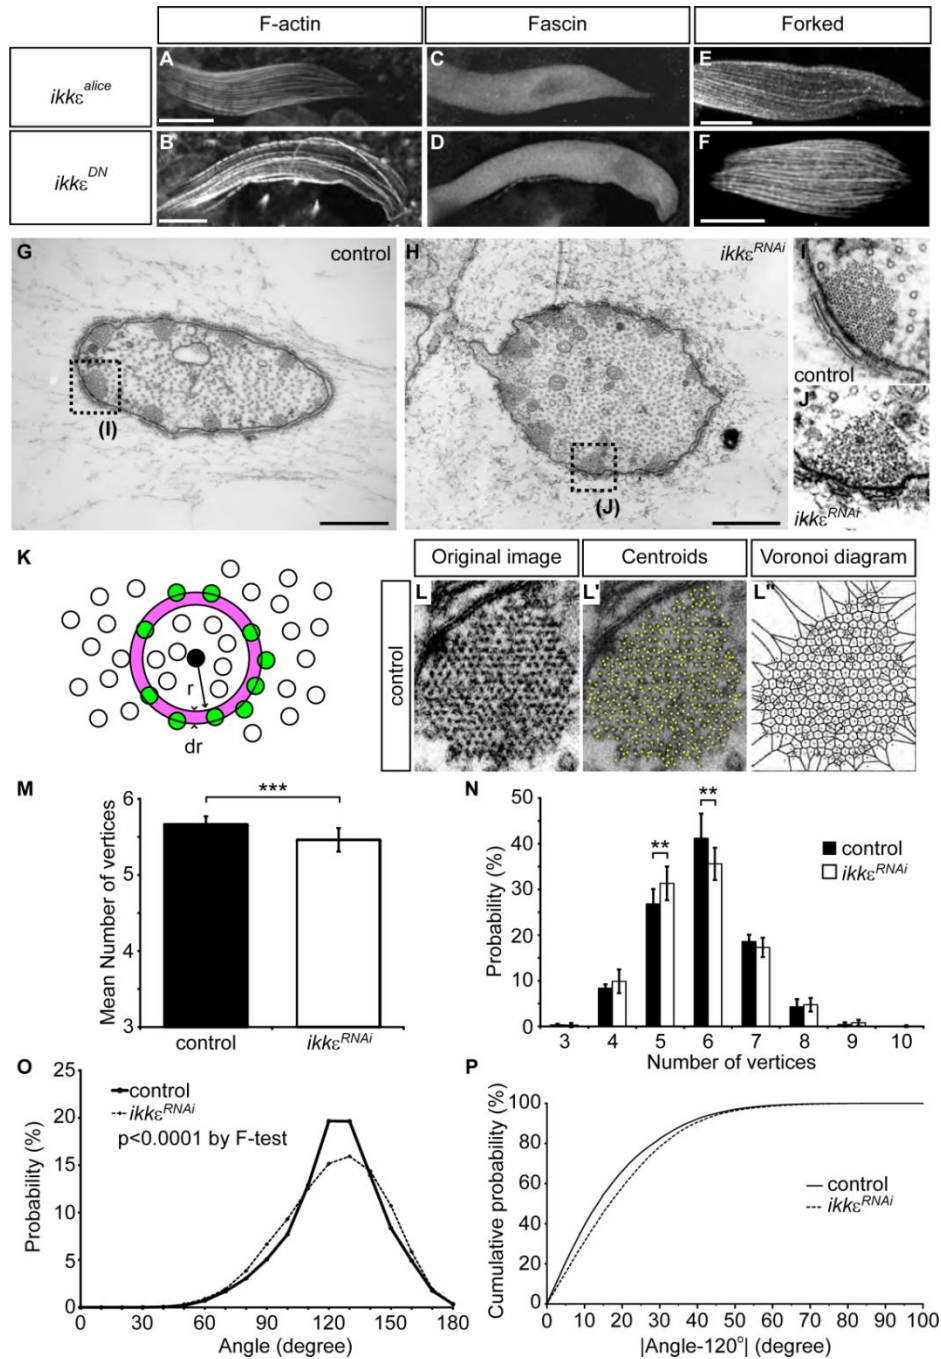 F-actin Fascin Forked
ikkε^alice A C E
ikkε^DN B D F
G control H ikkε^RNAi I
control
J
(I) (J) ikkε^RNAi
K Original image Centroids Voronoi diagram
control L L' L"
r
dr
M *** N ** **
6 5 4 3
Mean Number of vertices
control ikkε^RNAi
50 40 30 20 10 0
Probability (%)
control
ikkε^RNAi
3 4 5 6 7 8 9 10
Number of vertices
O P
control
ikkε^RNAi
p<0.0001 by F-test
25 20 15 10 5 0
Probability (%)
0 30 60 90 120 150 180
Angle (degree)
100 80 60 40 20 0
Cumulative probability (%)
control
ikkε^RNAi
0 10 20 30 40 50 60 70 80 90 100
|Angle-120°| (degree)